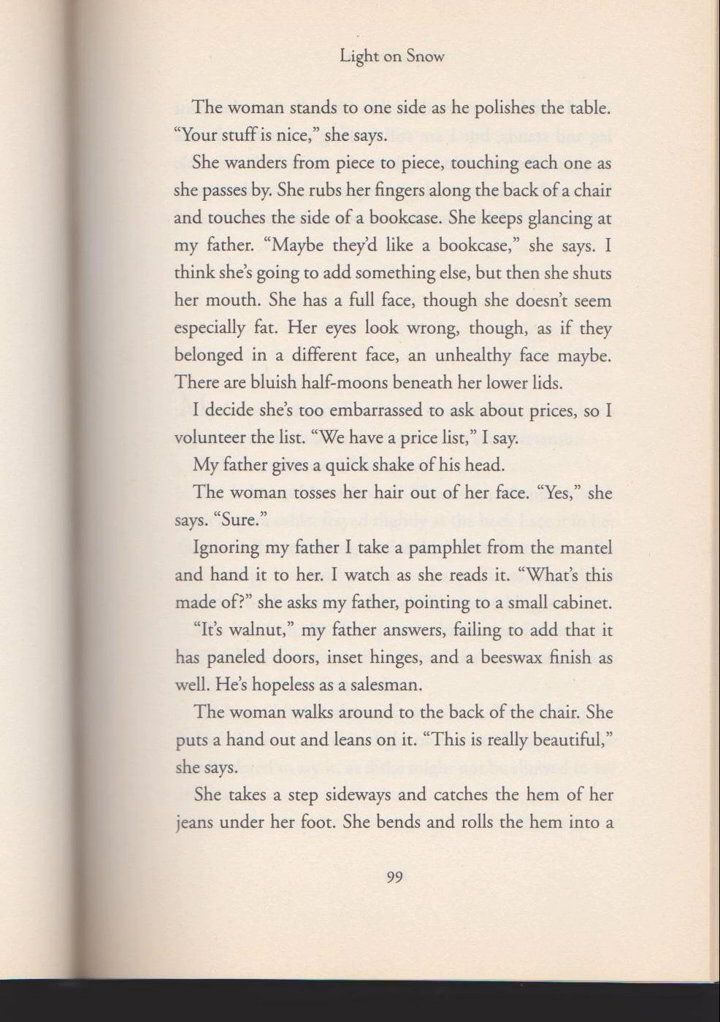 Light on Snow
The woman stands to one side as he polishes the table.
“Your stuff is nice,” she says.
She wanders from piece to piece, touching each one as
she passes by. She rubs her fingers along the back of a chair
and touches the side of a bookcase. She keeps glancing at
my father. “Maybe they’d like a bookcase,” she says. I
think she’s going to add something else, but then she shuts
her mouth. She has a full face, though she doesn’t seem
especially fat. Her eyes look wrong, though, as if they
belonged in a different face, an unhealthy face maybe.
There are bluish half-moons beneath her lower lids.
I decide she’s too embarrassed to ask about prices, so I
volunteer the list. “We have a price list,” I say.
My father gives a quick shake of his head.
The woman tosses her hair out of her face. “Yes,” she
says. “Sure.”
Ignoring my father I take a pamphlet from the mantel
and hand it to her. I watch as she reads it. “What’s this
made of?” she asks my father, pointing to a small cabinet.
“It’s walnut,” my father answers, failing to add that it
has paneled doors, inset hinges, and a beeswax finish as
well. He’s hopeless as a salesman.
The woman walks around to the back of the chair. She
puts a hand out and leans on it. “This is really beautiful,”
she says.
She takes a step sideways and catches the hem of her
jeans under her foot. She bends and rolls the hem into a
99